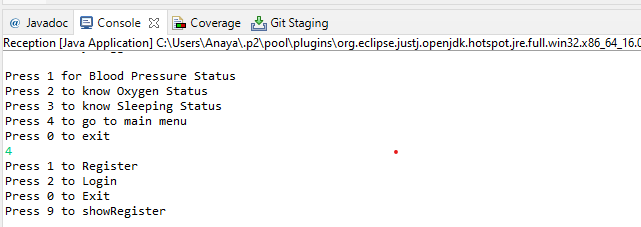 @ Javadoc Console Coverage Git Staging
Reception [Java Application] C:\Users\Anaya\.p2\pool\plugins\org.eclipse.justj.openjdk.hotspot.jre.full.win32.x86_64_16.0
Press 1 for Blood Pressure Status
Press 2 to know Oxygen Status
Press 3 to know Sleeping Status
Press 4 to go to main menu
Press 0 to exit
4
Press 1 to Register
Press 2 to Login
Press 0 to Exit
Press 9 to showRegister